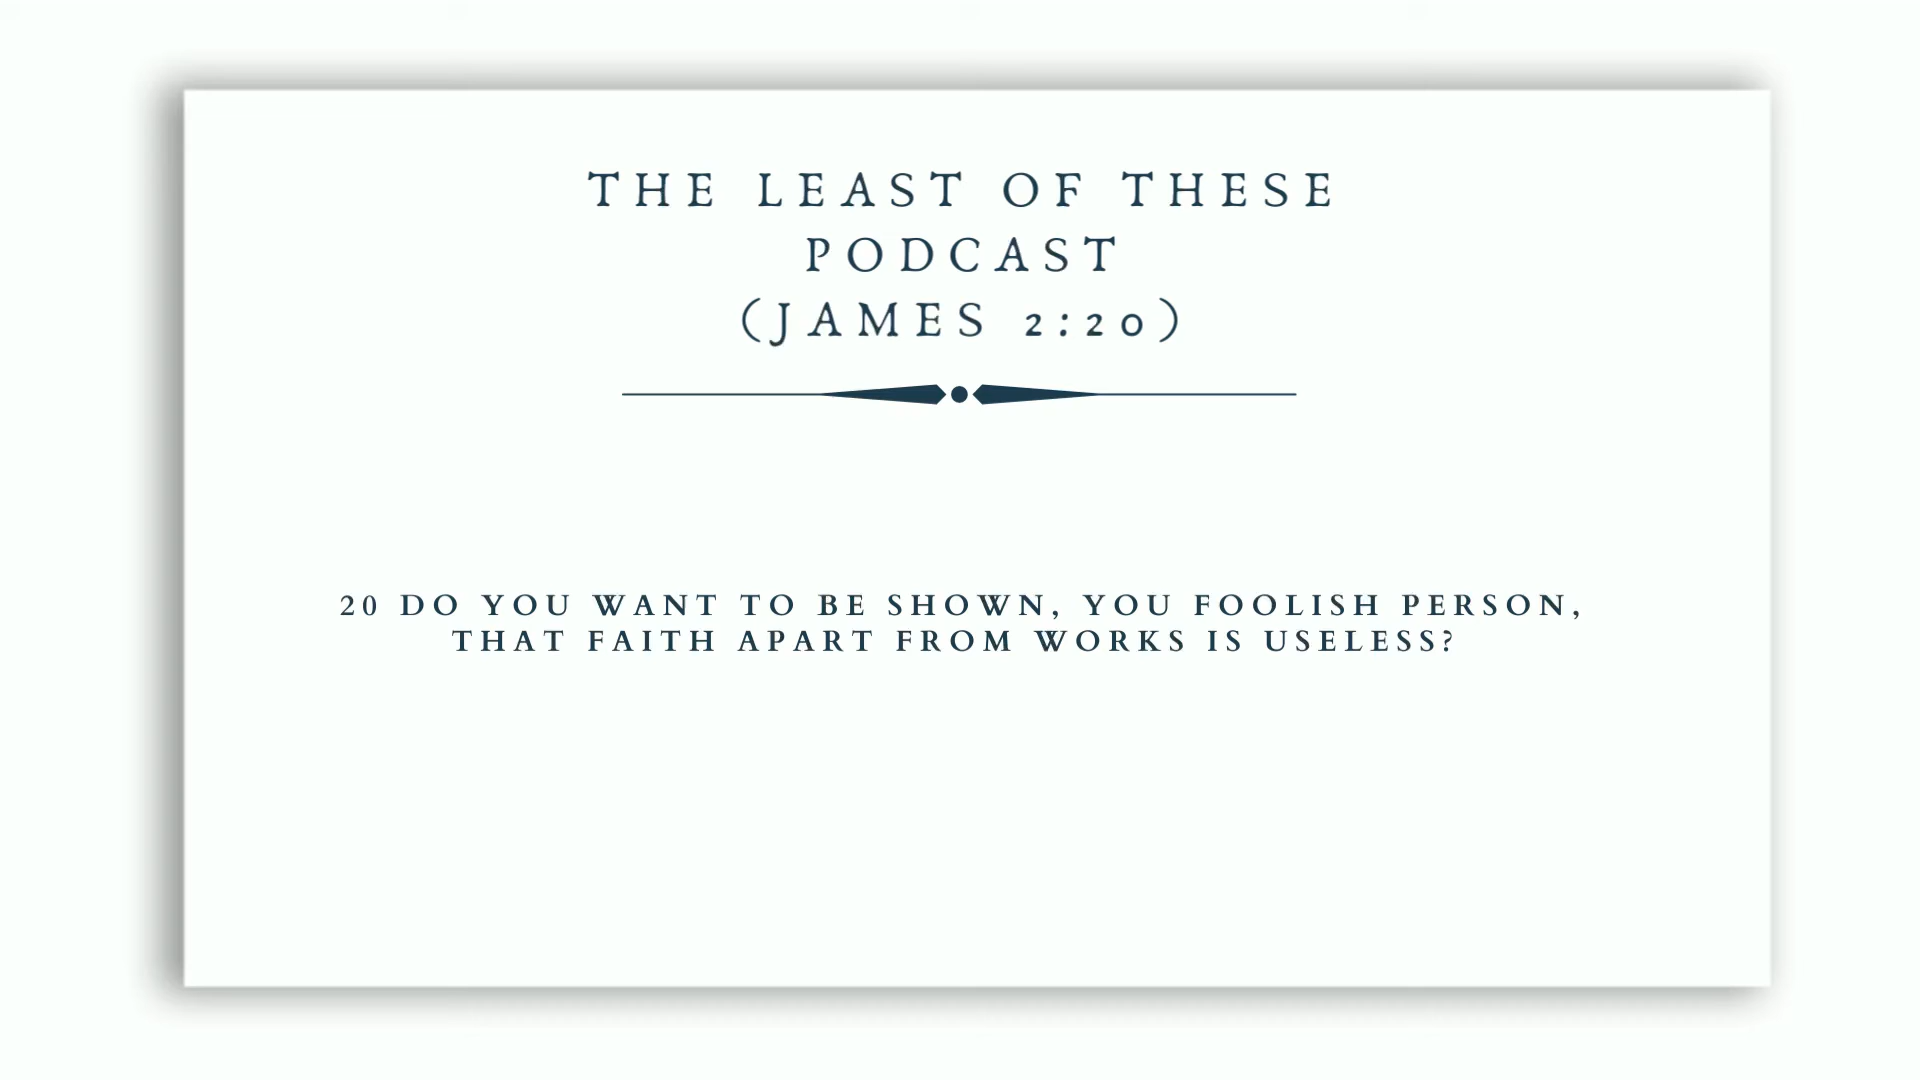 THE LEAST OF THESE
PODCAST
(JAMES 2:20)
20 DO YOU WANT TO BE SHOWN, YOU FOOLISH PERSON,
THAT FAITH APART FROM WORKS IS USELESS?